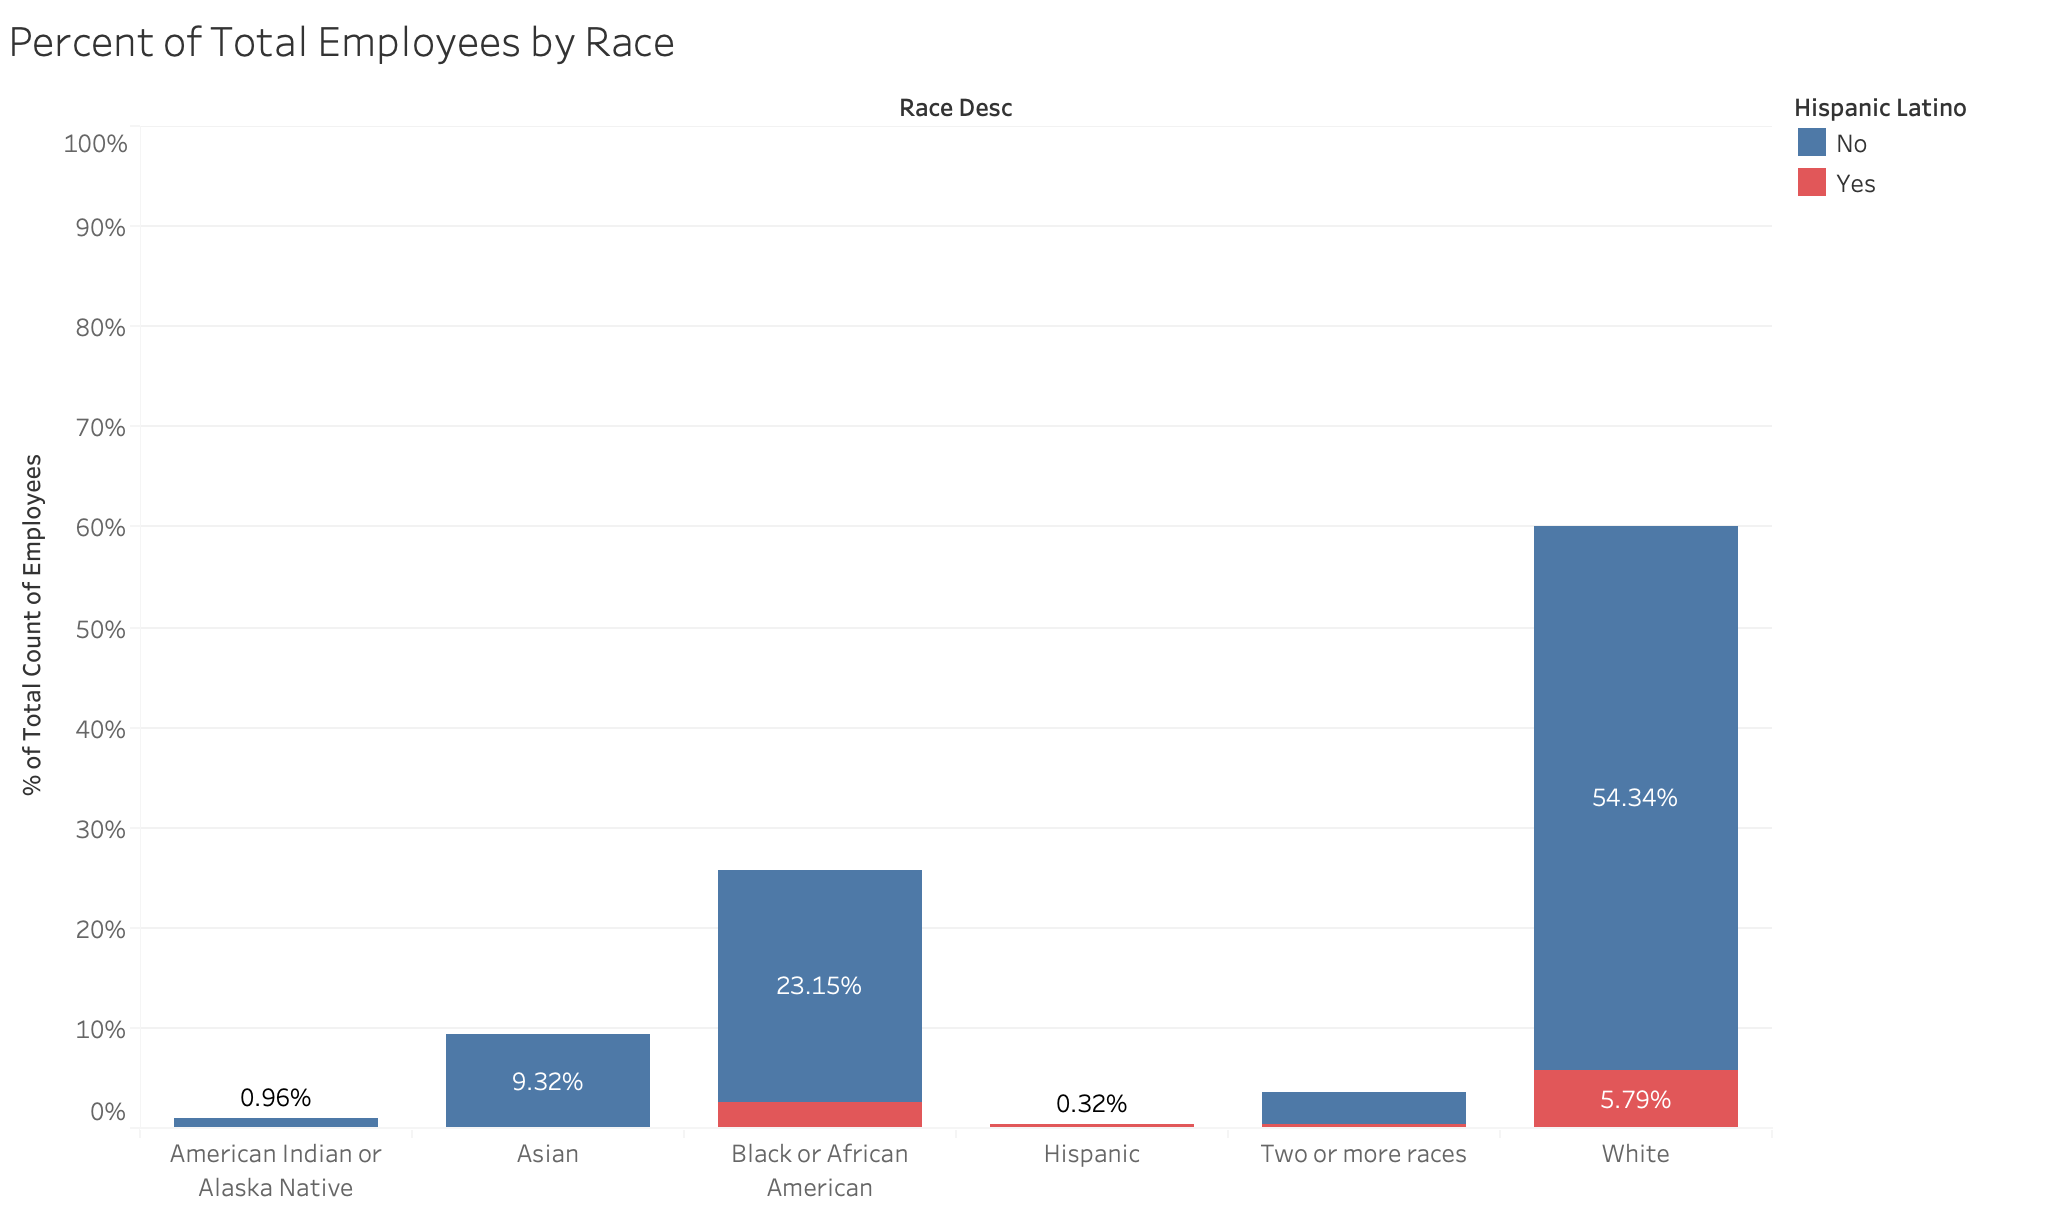 Percent of Total Employees by Race
Race Desc
Hispanic Latino
No
Yes
% of Total Count of Employees
100%
90%
80%
70%
60%
50%
40%
30%
20%
10%
0%
0.96%
9.32%
23.15%
0.32%
54.34%
5.79%
American Indian or
Alaska Native
Asian
Black or African
American
Hispanic
Two or more races
White